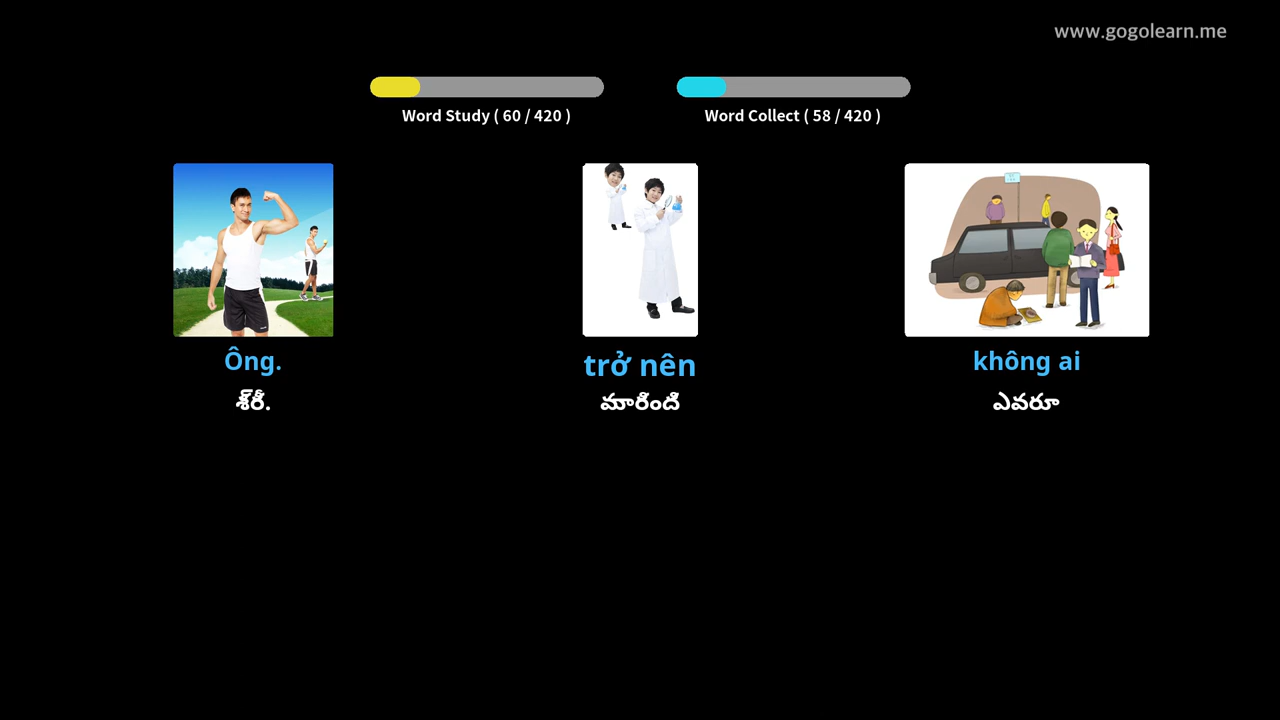 www.gogolearn.me
Word Study ( 60 / 420 )
Word Collect ( 58 / 420 )
Ông.
trở nên
không ai
శ్రీ.
మారింది
ఎవరూ